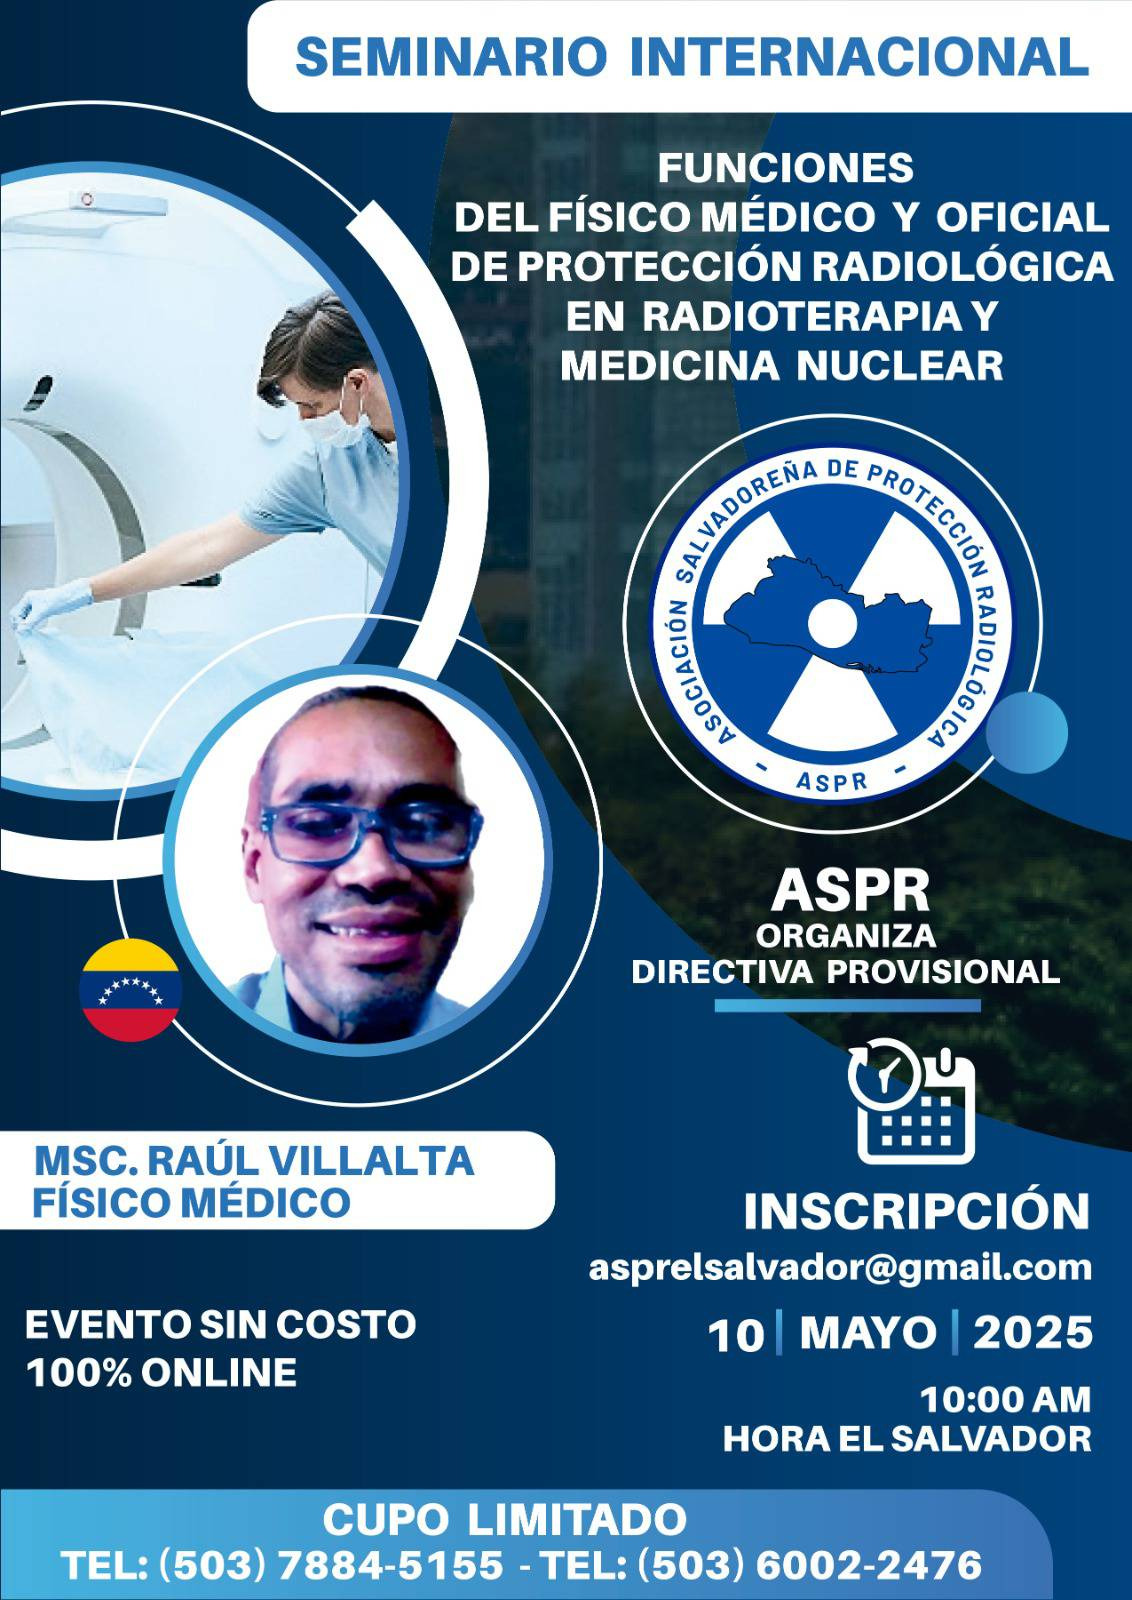 SEMINARIO INTERNACIONAL
FUNCIONES
DEL FÍSICO MÉDICO Y OFICIAL
DE PROTECCIÓN RADIOLÓGICA
EN RADIOTERAPIA Y
MEDICINA NUCLEAR
ASOCIACIÓN SALVADOREÑA DE PROTECCIÓN RADIOLÓGICA
- ASPR -
ASPR
ORGANIZA
DIRECTIVA PROVISIONAL
MSC. RAÚL VILLALTA
FÍSICO MÉDICO
INSCRIPCIÓN
asprelsalvador@gmail.com
EVENTO SIN COSTO
100% ONLINE
10 | MAYO | 2025
10:00 AM
HORA EL SALVADOR
CUPO LIMITADO
TEL: (503) 7884-5155 - TEL: (503) 6002-2476